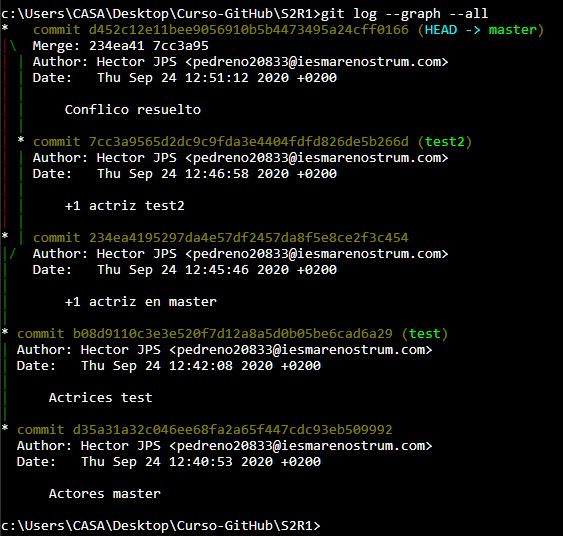 c:\Users\CASA\Desktop\Curso-GitHub\S2R1>git log --graph --all
*   commit d452c12e11bee9056910b5b4473495a24cff0166 (HEAD -> master)
|\  Merge: 234ea41 7cc3a95
| | Author: Hector JPS <pedreno20833@iesmarenostrum.com>
| | Date:   Thu Sep 24 12:51:12 2020 +0200
| |
| |     Conflico resuelto
| |
| * commit 7cc3a9565d2dc9c9fda3e4404fdfd826de5b266d (test2)
| | Author: Hector JPS <pedreno20833@iesmarenostrum.com>
| | Date:   Thu Sep 24 12:46:58 2020 +0200
| |
| |     +1 actriz test2
| |
* | commit 234ea4195297da4e57df2457da8f5e8ce2f3c454
|/  Author: Hector JPS <pedreno20833@iesmarenostrum.com>
|   Date:   Thu Sep 24 12:45:46 2020 +0200
|
|       +1 actriz en master
|
* commit b08d9110c3e3e520f7d12a8a5d0b05be6cad6a29 (test)
| Author: Hector JPS <pedreno20833@iesmarenostrum.com>
| Date:   Thu Sep 24 12:42:08 2020 +0200
|
|     Actrices test
|
* commit d35a31a32c046ee68fa2a65f447cdc93eb509992
  Author: Hector JPS <pedreno20833@iesmarenostrum.com>
  Date:   Thu Sep 24 12:40:53 2020 +0200

      Actores master

c:\Users\CASA\Desktop\Curso-GitHub\S2R1>